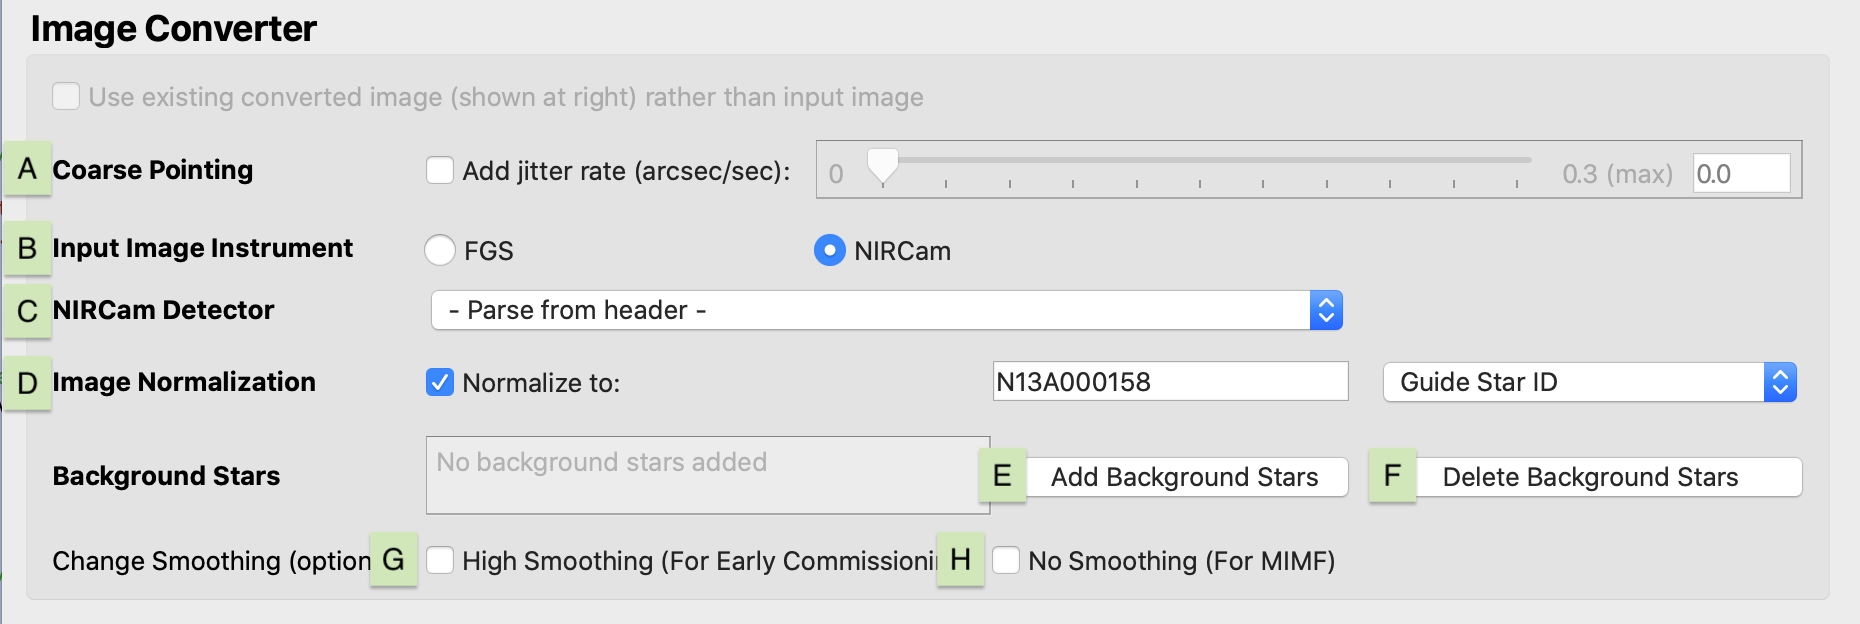 Image Converter
Use existing converted image (shown at right) rather than input image
A Coarse Pointing Add jitter rate (arcsec/sec): 0 0.3 (max) 0.0
B Input Image Instrument FGS NIRCam
C NIRCam Detector - Parse from header -
D Image Normalization Normalize to: N13A000158 Guide Star ID
Background Stars No background stars added E Add Background Stars F Delete Background Stars
Change Smoothing (option G High Smoothing (For Early Commissioni H No Smoothing (For MIMF)